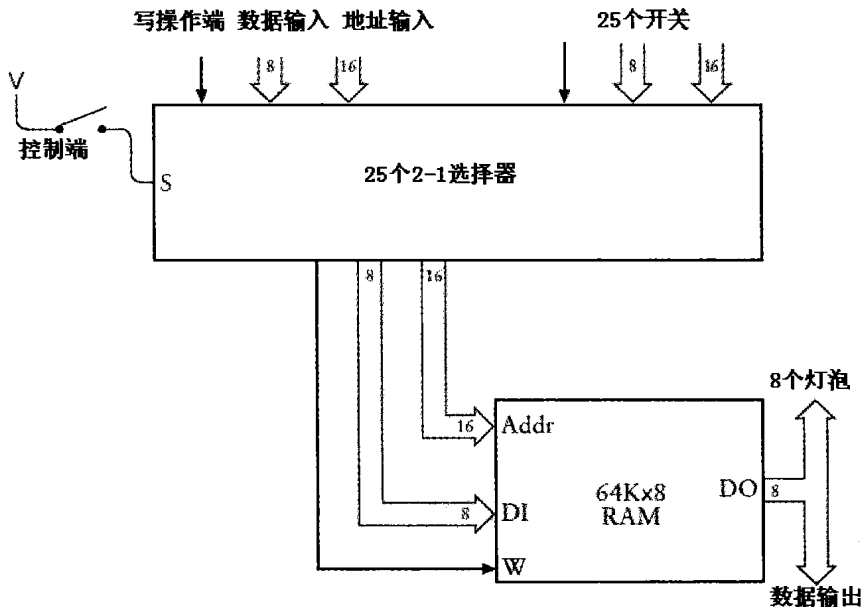 写操作端 数据输入 地址输入 25个开关
8 16 8 16
V
控制端
S
25个2-1选择器
8 16
8个灯泡
16 Addr
64Kx8 DO 8
RAM
8 DI
W
数据输出